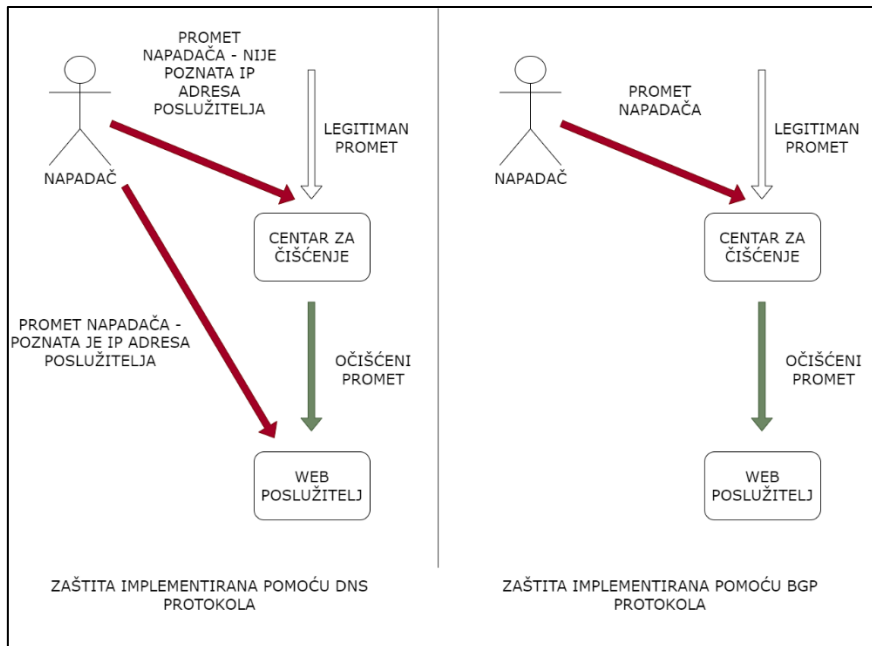 PROMET
NAPADAČA - NIJE
POZNATA IP
ADRESA
POSLUŽITELJA
LEGITIMAN
PROMET
NAPADAČ
CENTAR ZA
ČIŠĆENJE
PROMET NAPADAČA -
POZNATA JE IP ADRESA
POSLUŽITELJA
OČIŠĆENI
PROMET
WEB
POSLUŽITELJ
ZAŠTITA IMPLEMENTIRANA POMOĆU DNS
PROTOKOLA
PROMET
NAPADAČA
LEGITIMAN
PROMET
NAPADAČ
CENTAR ZA
ČIŠĆENJE
OČIŠĆENI
PROMET
WEB
POSLUŽITELJ
ZAŠTITA IMPLEMENTIRANA POMOĆU BGP
PROTOKOLA